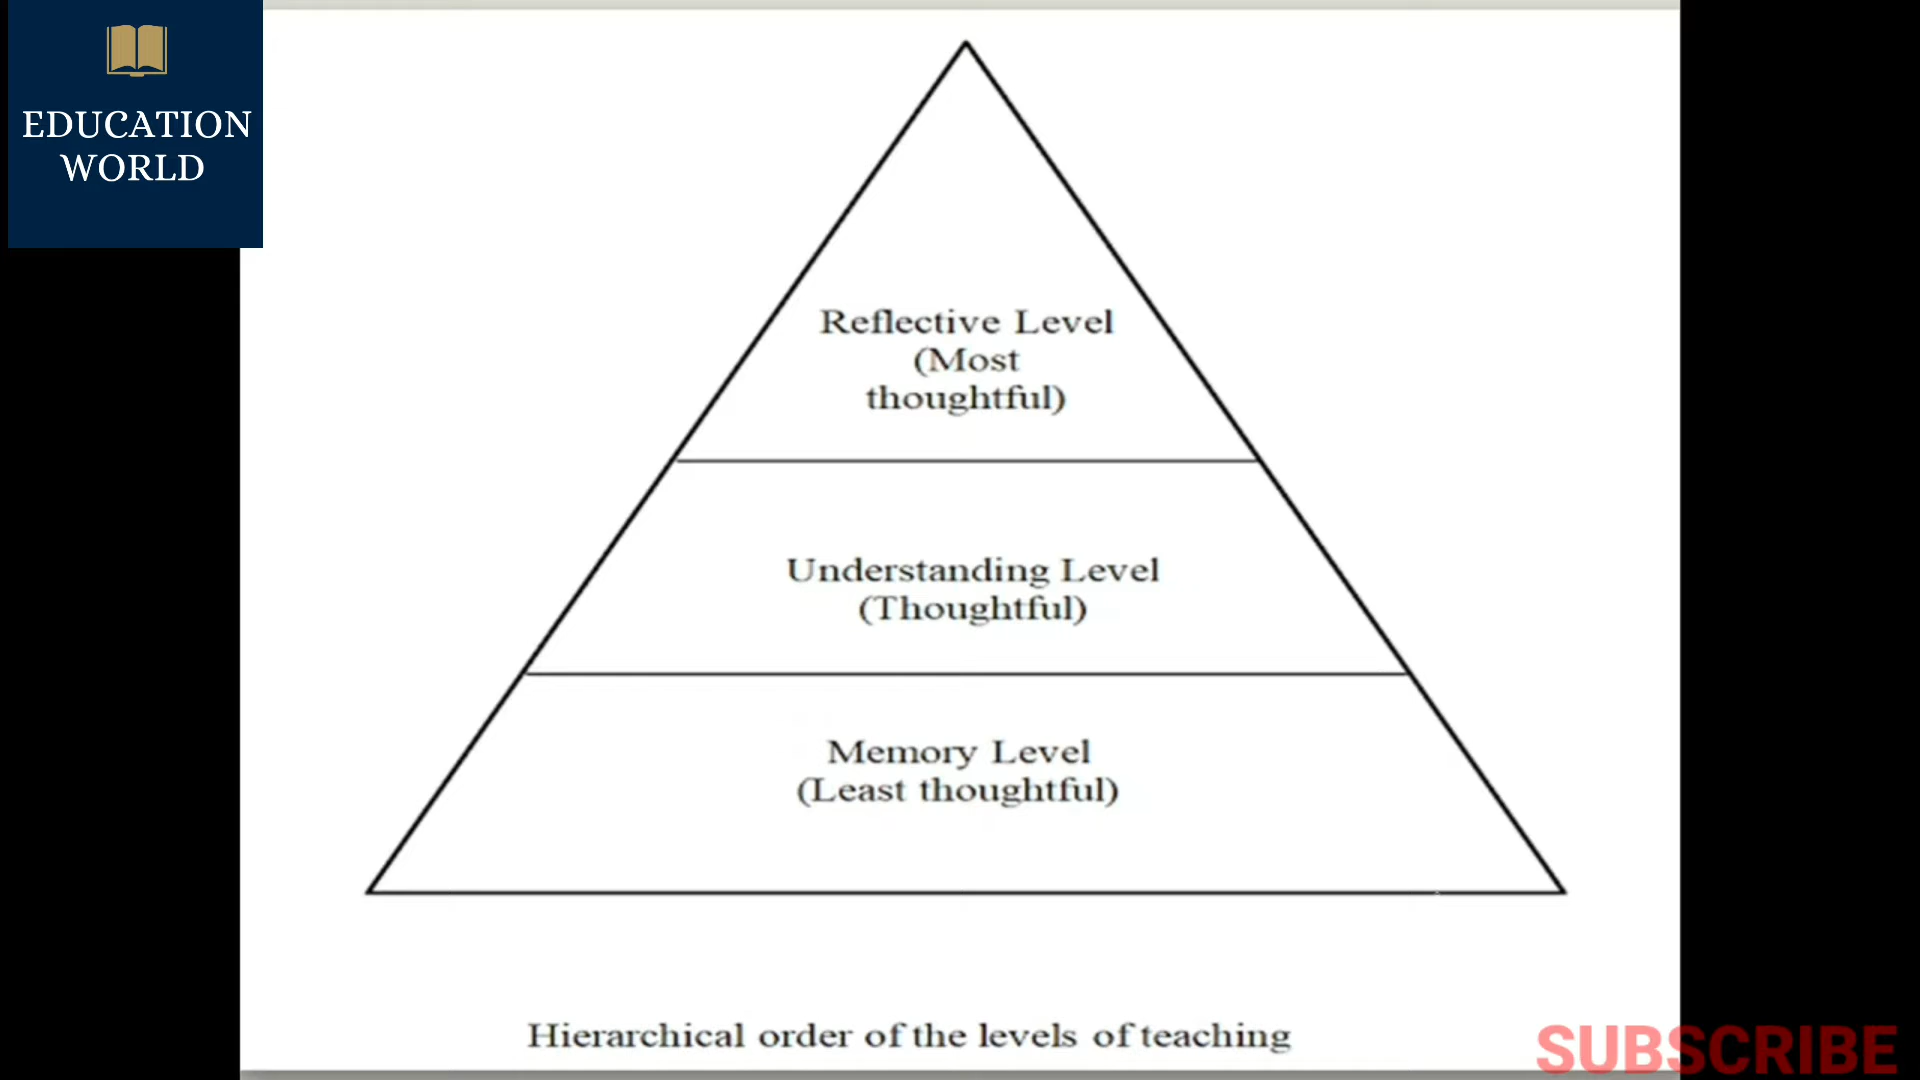 EDUCATION
WORLD
Reflective Level
(Most
thoughtful)
Understanding Level
(Thoughtful)
Memory Level
(Least thoughtful)
Hierarchical order of the levels of teaching
SUBSCRIBE